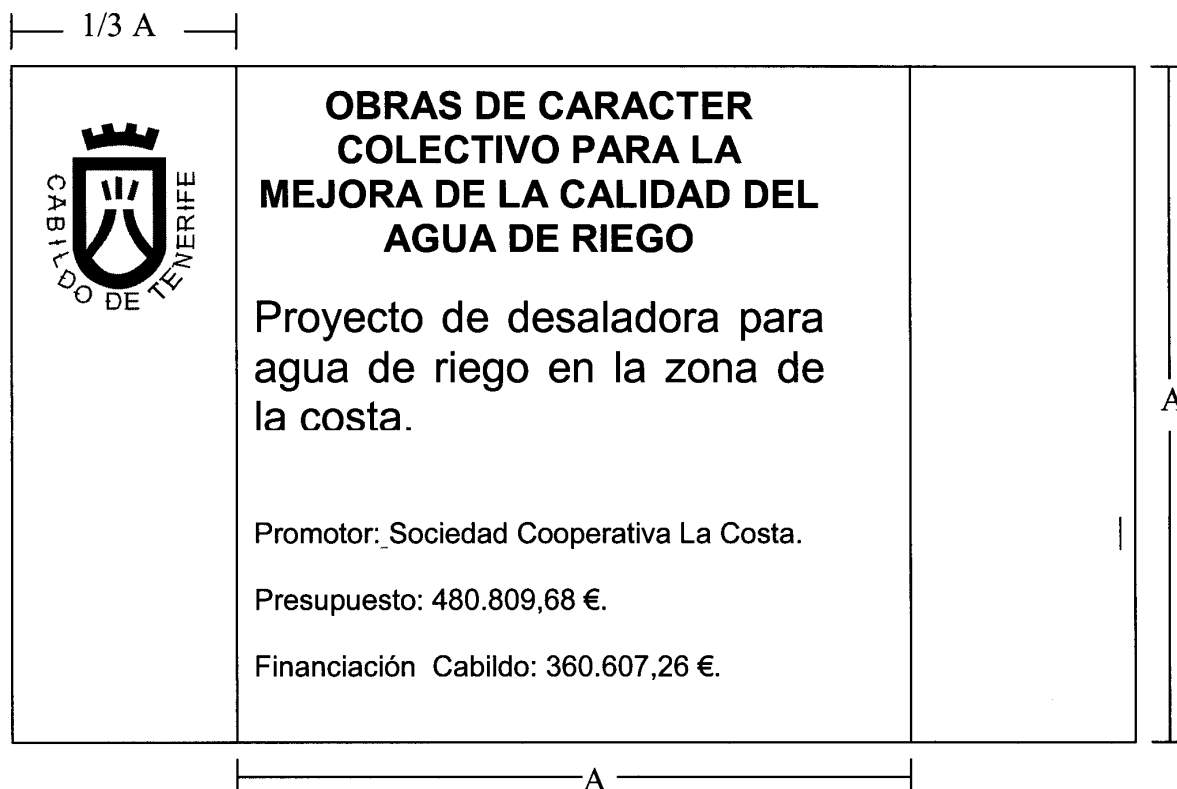 1/3 A
OBRAS DE CARACTER
COLECTIVO PARA LA
MEJORA DE LA CALIDAD DEL
AGUA DE RIEGO
CABILDO DE TENERIFE
Proyecto de desaladora para
agua de riego en la zona de
la costa.
A
Promotor: Sociedad Cooperativa La Costa.
Presupuesto: 480.809,68 €.
Financiación Cabildo: 360.607,26 €.
A